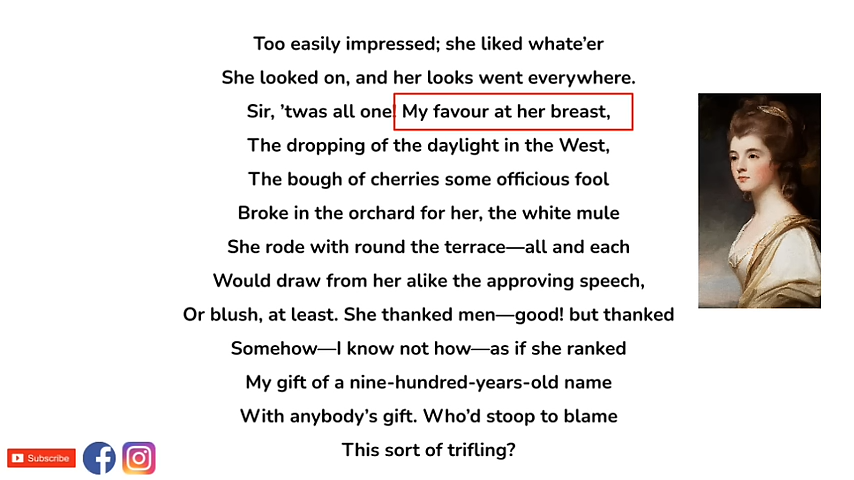 Too easily impressed; she liked whate’er
She looked on, and her looks went everywhere.
Sir, ’twas all one! My favour at her breast,
The dropping of the daylight in the West,
The bough of cherries some officious fool
Broke in the orchard for her, the white mule
She rode with round the terrace—all and each
Would draw from her alike the approving speech,
Or blush, at least. She thanked men—good! but thanked
Somehow—I know not how—as if she ranked
My gift of a nine-hundred-years-old name
With anybody’s gift. Who’d stoop to blame
This sort of trifling?
Subscribe